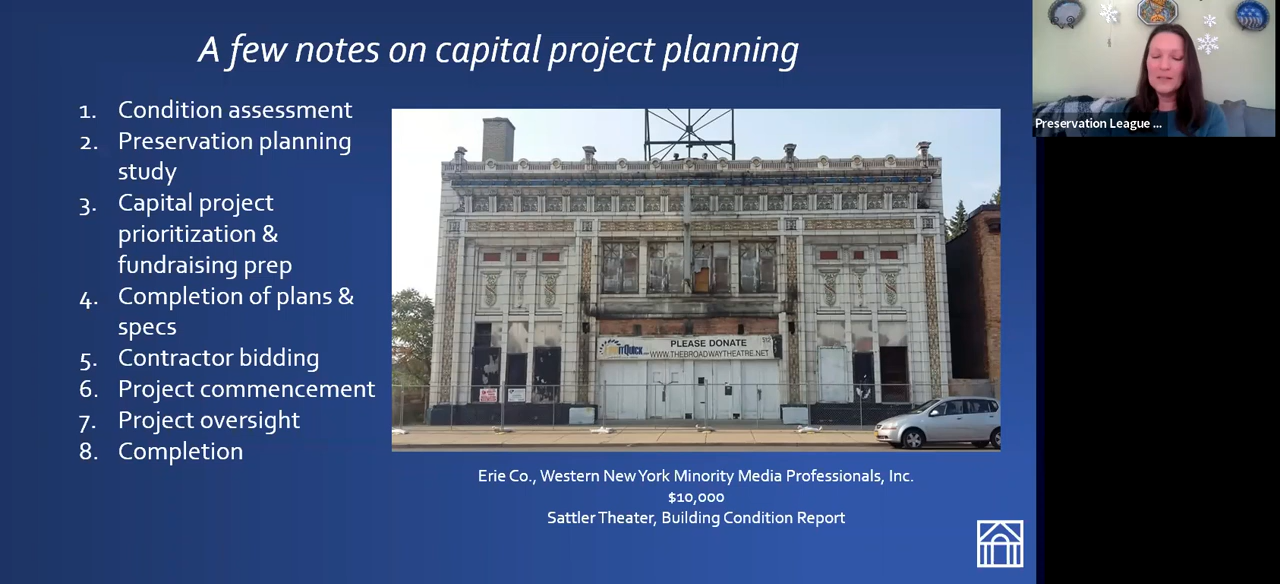 A few notes on capital project planning
1. Condition assessment
2. Preservation planning
study
3. Capital project
prioritization &
fundraising prep
4. Completion of plans &
specs
5. Contractor bidding
6. Project commencement
7. Project oversight
8. Completion
PLEASE DONATE
WWW.THEBROADWAYTHEATRE.NET
Erie Co., Western New York Minority Media Professionals, Inc.
$10,000
Sattler Theater, Building Condition Report
Preservation League ...